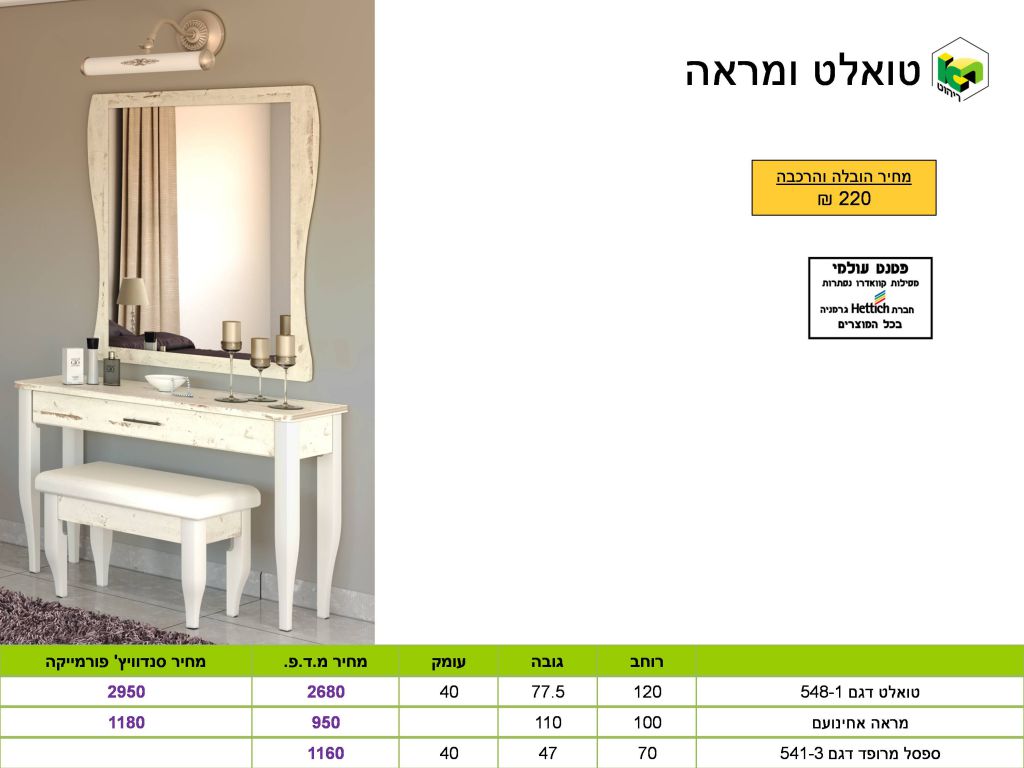 טואלט ומראה
ריהוט
מחיר הובלה והרכבה
220 ₪
פטנט עולמי
מסילות קוואדרו נסתרות
חברת Hettich גרמניה
בכל המוצרים
רוחב גובה עומק מחיר מ.ד.פ. מחיר סנדוויץ' פורמייקה
טואלט דגם 548-1 120 77.5 40 2680 2950
מראה אחינועם 100 110 950 1180
ספסל מרופד דגם 541-3 70 47 40 1160